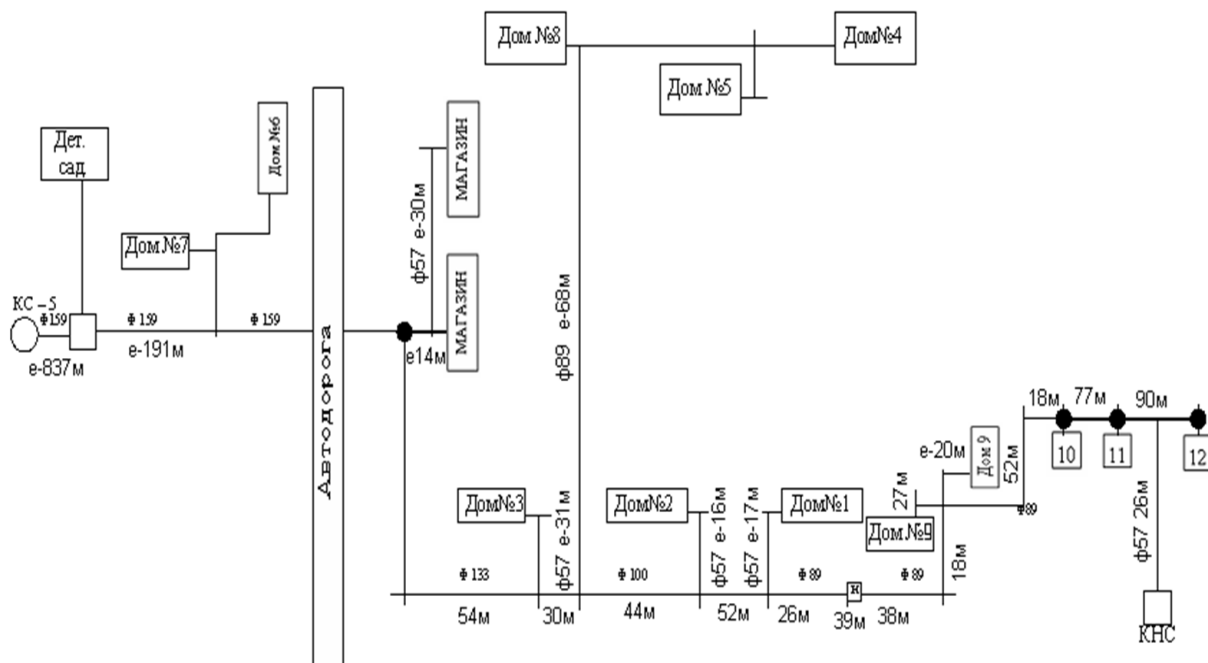 Дом №8
Дом№4
Дом №5
Дет.
сад
Дом №6
МАГАЗИН
ф57 е-30м
Дом №7
МАГАЗИН
КС – 5
Ф159
Ф 159
Ф 159
е-837м
е-191м
Автодорога
е14м
ф89 е-68м
18м
77м
90м
10
11
12
е-20м
Дом 9
52м
27м
Ф89
Дом №9
18м
ф57 26м
КНС
Дом№3
ф57 е-31м
Дом№2
ф57 е-16м
ф57 е-17м
Дом№1
Ф 133
Ф 100
Ф 89
Ф 89
н
54м
30м
44м
52м
26м
39м
38м